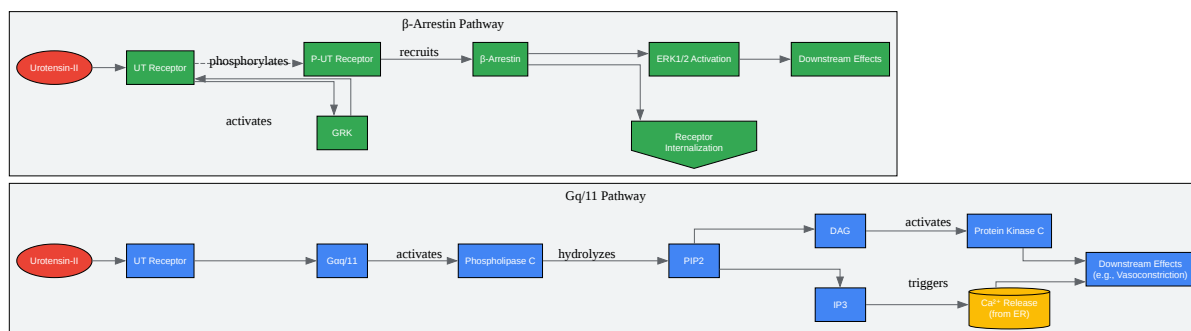 β-Arrestin Pathway
Urotensin-II
UT Receptor
phosphorylates
P-UT Receptor
recruits
β-Arrestin
ERK1/2 Activation
Downstream Effects
activates
GRK
Receptor
Internalization
Gq/11 Pathway
Urotensin-II
UT Receptor
Gαq/11
activates
Phospholipase C
hydrolyzes
PIP2
DAG
activates
Protein Kinase C
IP3
triggers
Ca²⁺ Release
(from ER)
Downstream Effects
(e.g., Vasoconstriction)